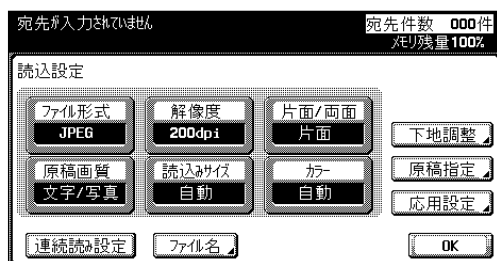 宛先が入力されていません
宛先件数 000件
メモリ残量100%
読込設定
ファイル形式 解像度 片面/両面
JPEG 200dpi 片面 下地調整
原稿画質 読込みサイズ カラー 原稿指定
文字/写真 自動 自動 応用設定
連続読み設定 ファイル名 OK